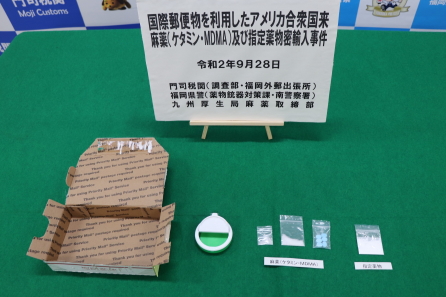 門司税関
Moji Customs
国際郵便物を利用したアメリカ合衆国来
麻薬(ケタミン・MDMA)及び指定薬物密輸入事件
令和2年9月28日
門司税関(調査部・福岡外郵出張所)
福岡県警(薬物銃器対策課・南警察署)
九州厚生局麻薬取締部
麻薬(ケタミン・MDMA)
指定薬物